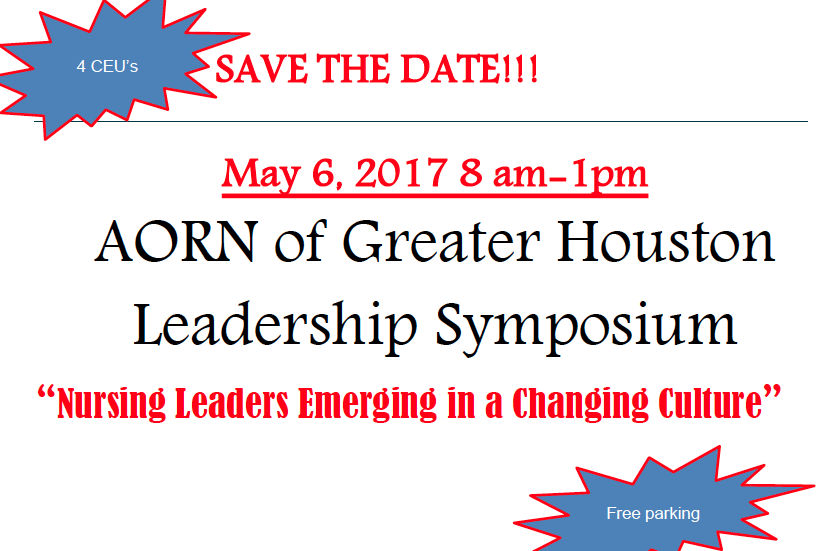 4 CEU's
SAVE THE DATE!!!
May 6, 2017 8 am-1pm
AORN of Greater Houston
Leadership Symposium
“Nursing Leaders Emerging in a Changing Culture”
Free parking